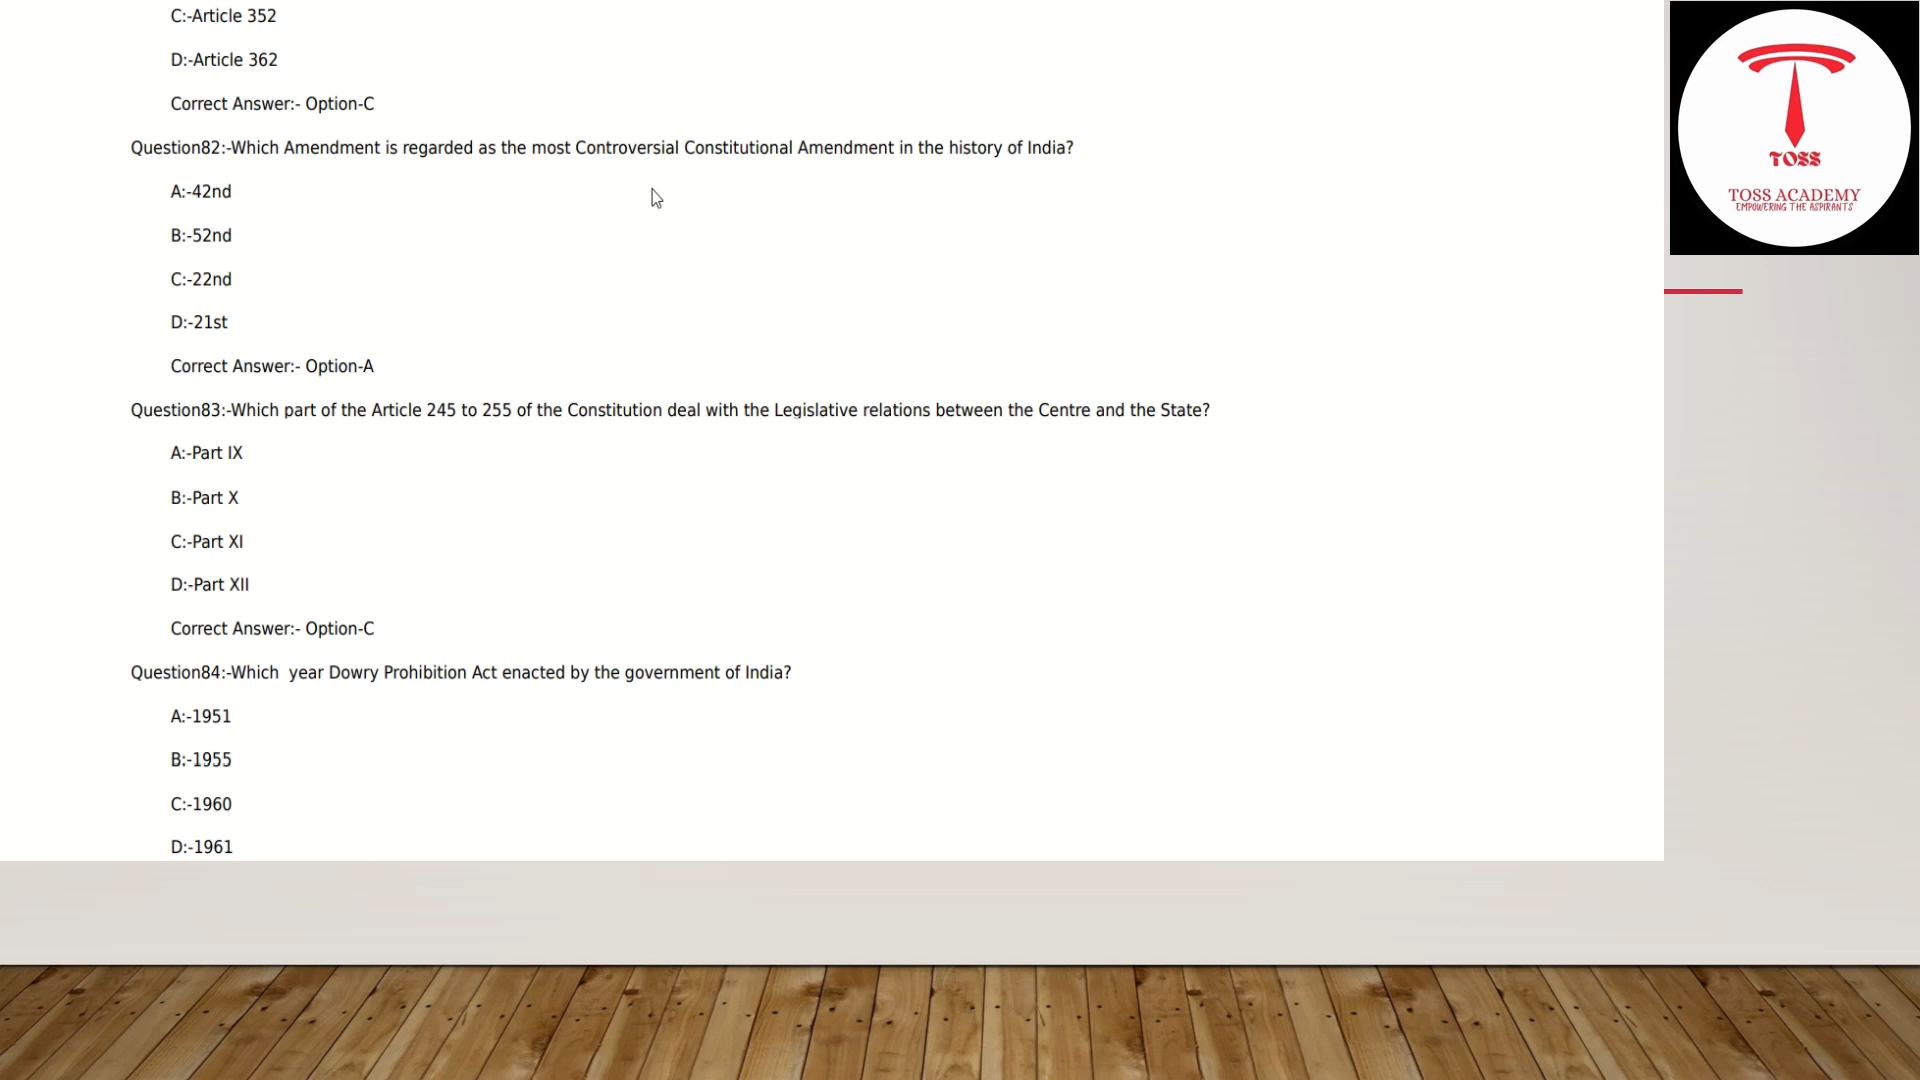 C:-Article 352
D:-Article 362
Correct Answer:- Option-C
Question82:-Which Amendment is regarded as the most Controversial Constitutional Amendment in the history of India?
A:-42nd
B:-52nd
C:-22nd
D:-21st
Correct Answer:- Option-A
Question83:-Which part of the Article 245 to 255 of the Constitution deal with the Legislative relations between the Centre and the State?
A:-Part IX
B:-Part X
C:-Part XI
D:-Part XII
Correct Answer:- Option-C
Question84:-Which  year Dowry Prohibition Act enacted by the government of India?
A:-1951
B:-1955
C:-1960
D:-1961
TOSS
TOSS ACADEMY
EMPOWERING THE ASPIRANTS